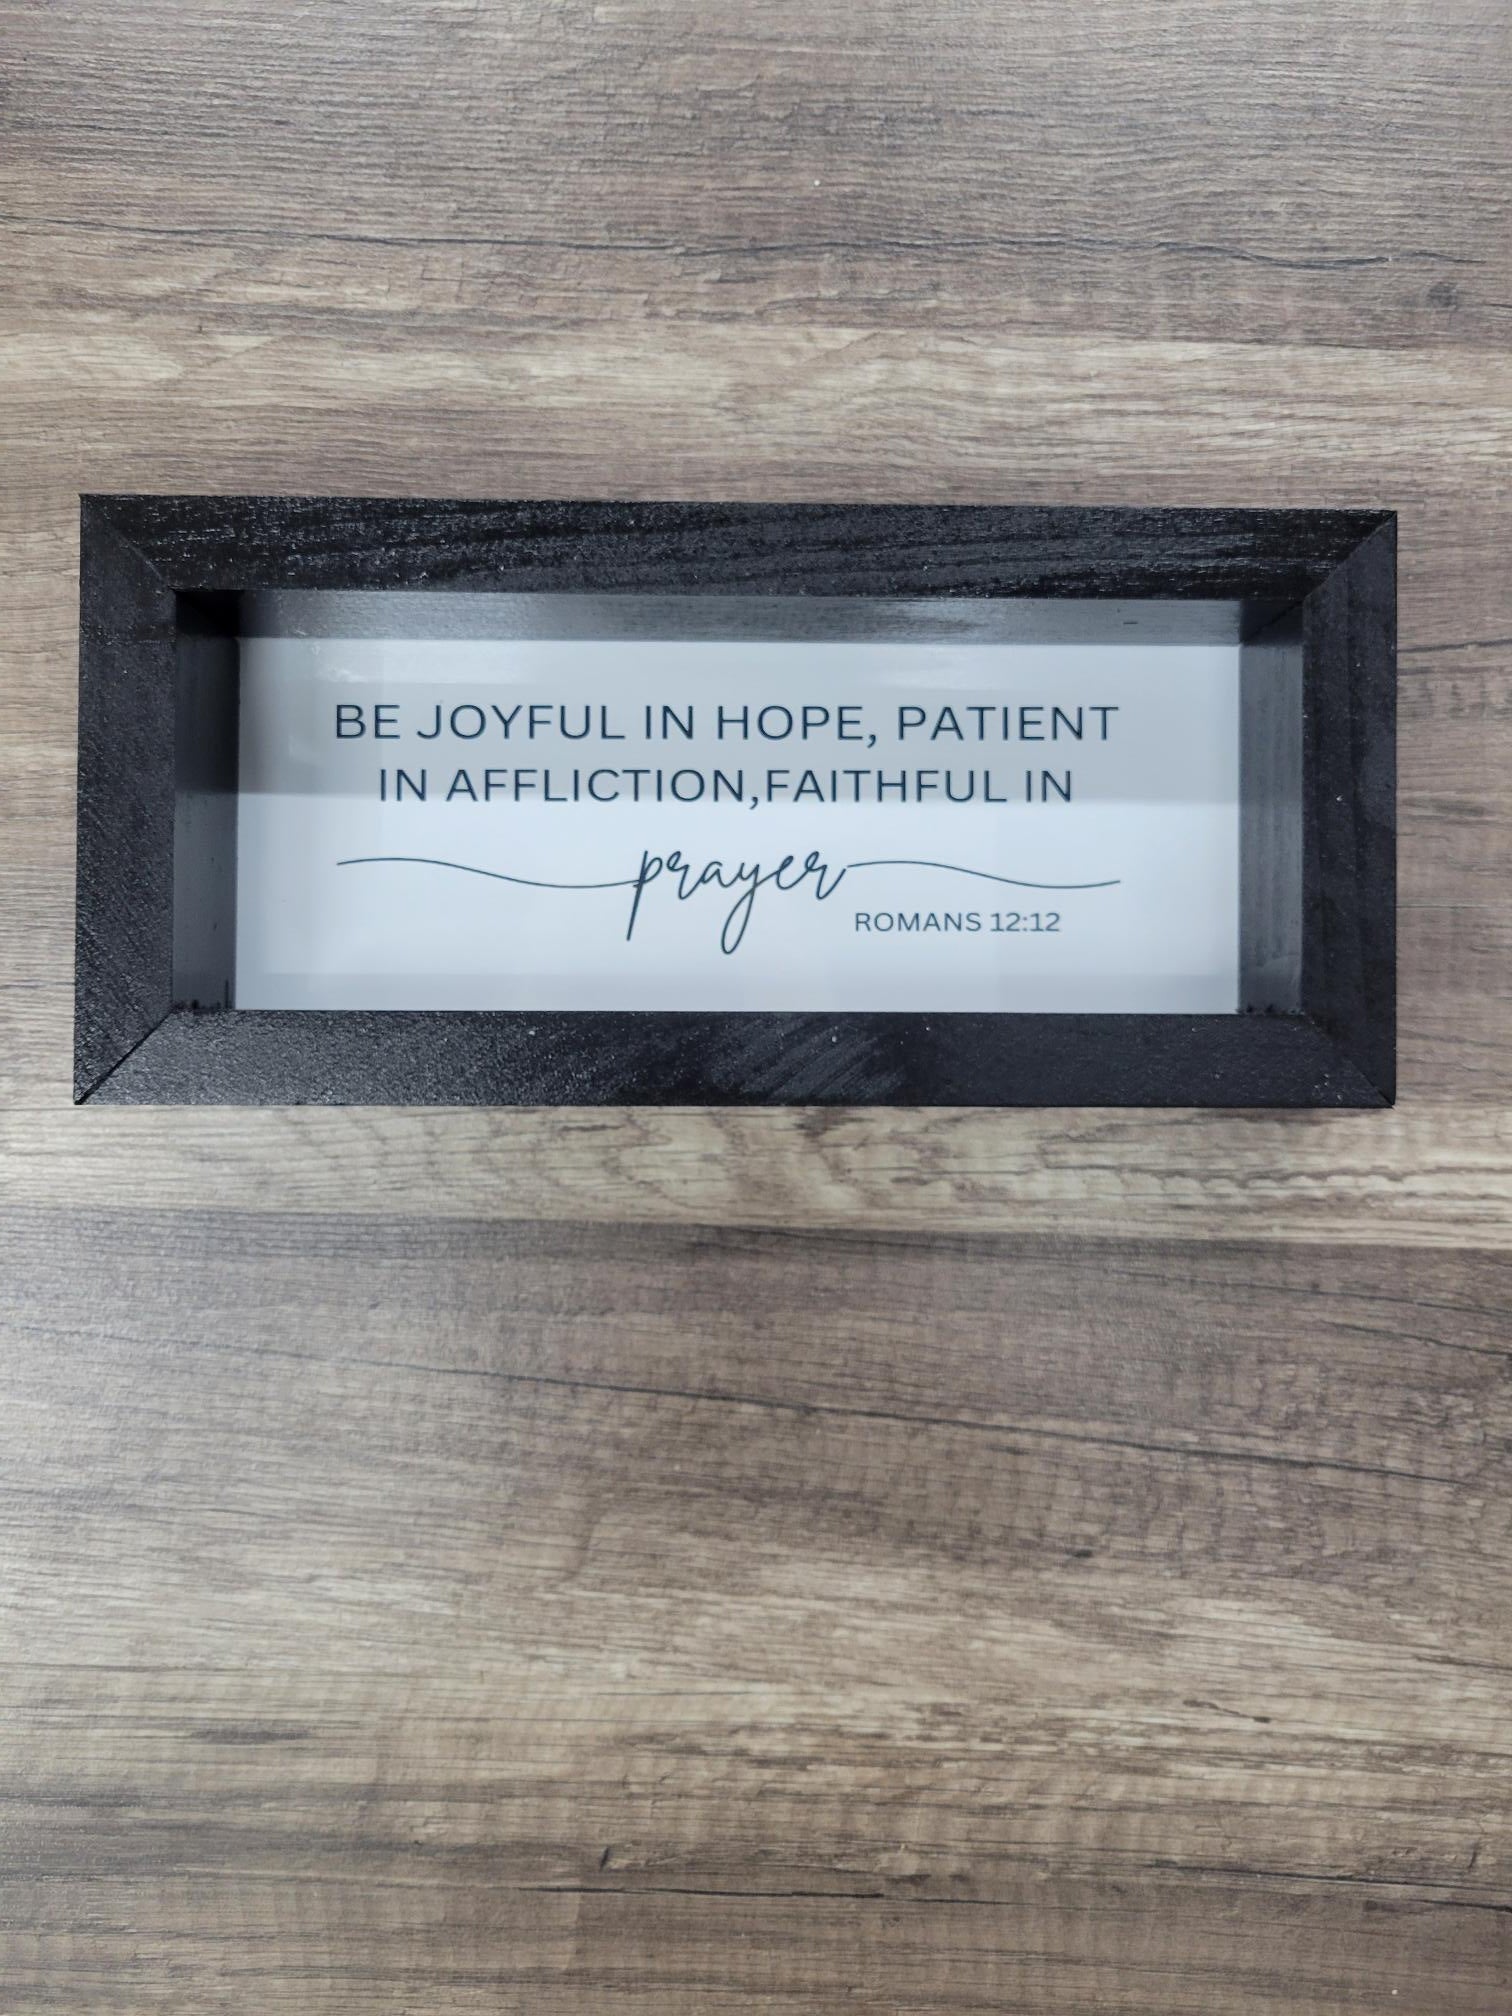 BE JOYFUL IN HOPE, PATIENT
IN AFFLICTION,FAITHFUL IN
prayer
ROMANS 12:12